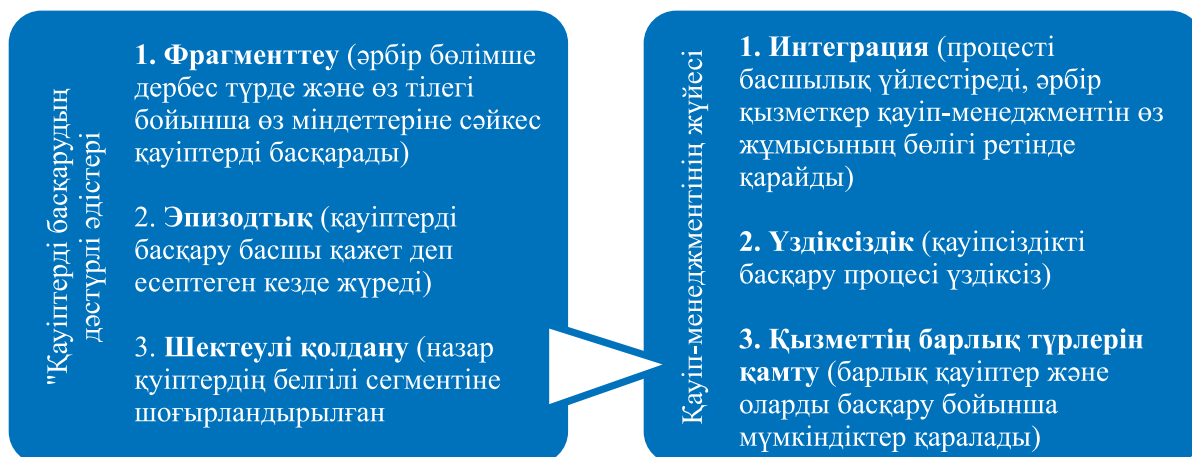 "Қауіптерді басқарудың
дәстүрлі әдістері
1. Фрагменттеу (әрбір бөлімше
дербес түрде және өз тілегі
бойынша өз міндеттеріне сәйкес
қауіптерді басқарады)
2. Эпизодтық (қауіптерді
басқару басшы қажет деп
есептеген кезде жүреді)
3. Шектеулі қолдану (назар
қуіптердің белгілі сегментіне
шоғырландырылған
Қауіп-менеджментінің жүйесі
1. Интеграция (процесті
басшылық үйлестіреді, әрбір
қызметкер қауіп-менеджментін өз
жұмысының бөлігі ретінде
қарайды)
2. Үздіксіздік (қауіпсіздікті
басқару процесі үздіксіз)
3. Қызметтің барлық түрлерін
қамту (барлық қауіптер және
оларды басқару бойынша
мүмкіндіктер қаралады)